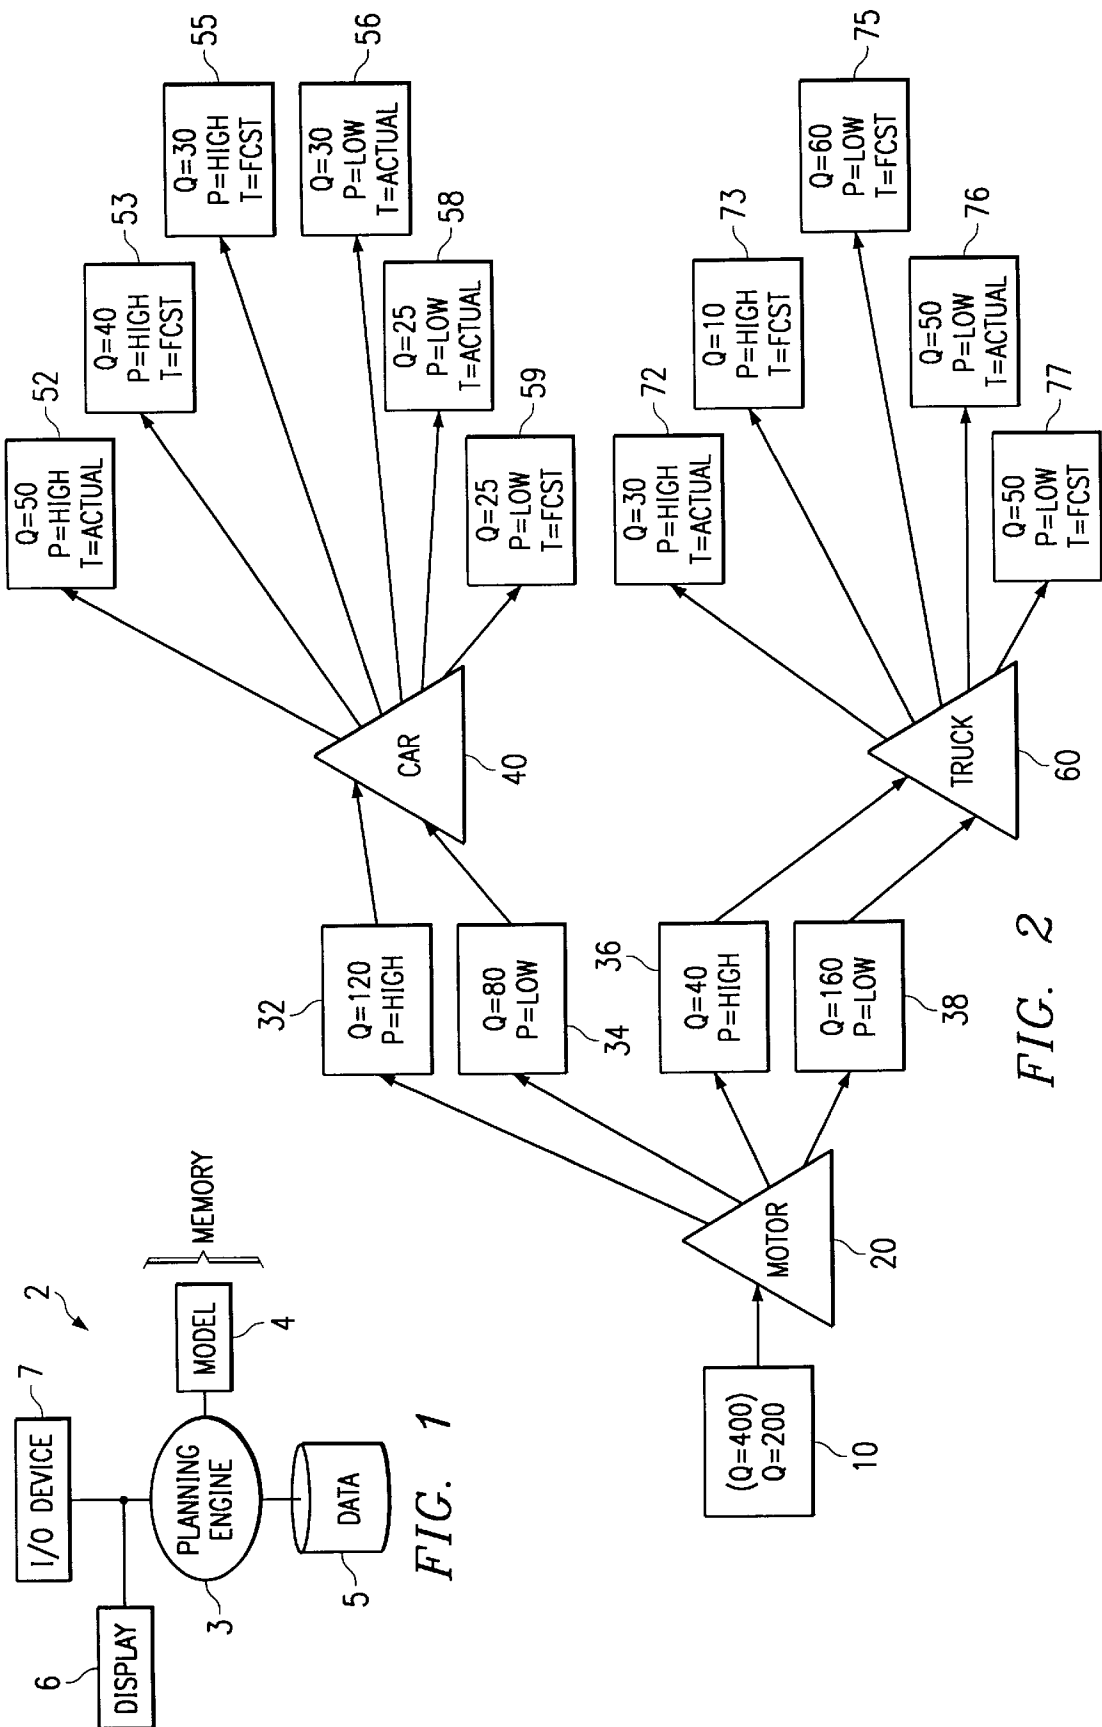 2
7
I/O DEVICE
6
DISPLAY
3
PLANNING
ENGINE
MODEL
4
MEMORY
5
DATA
FIG. 1
10
(Q=400)
Q=200
MOTOR
20
32
Q=120
P=HIGH
34
Q=80
P=LOW
36
Q=40
P=HIGH
38
Q=160
P=LOW
CAR
40
52
Q=50
P=HIGH
T=ACTUAL
53
Q=40
P=HIGH
T=FCST
55
Q=30
P=HIGH
T=FCST
56
Q=30
P=LOW
T=ACTUAL
58
Q=25
P=LOW
T=ACTUAL
59
Q=25
P=LOW
T=FCST
TRUCK
60
72
Q=30
P=HIGH
T=ACTUAL
73
Q=10
P=HIGH
T=FCST
75
Q=60
P=LOW
T=FCST
76
Q=50
P=LOW
T=ACTUAL
77
Q=50
P=LOW
T=FCST
FIG. 2